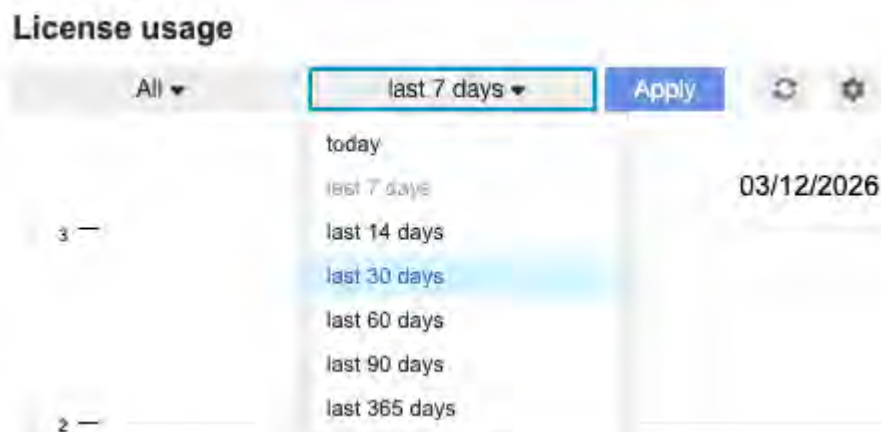 License usage
All
last 7 days
Apply
today
last 7 days
03/12/2026
last 14 days
3
last 30 days
last 60 days
last 90 days
last 365 days
2